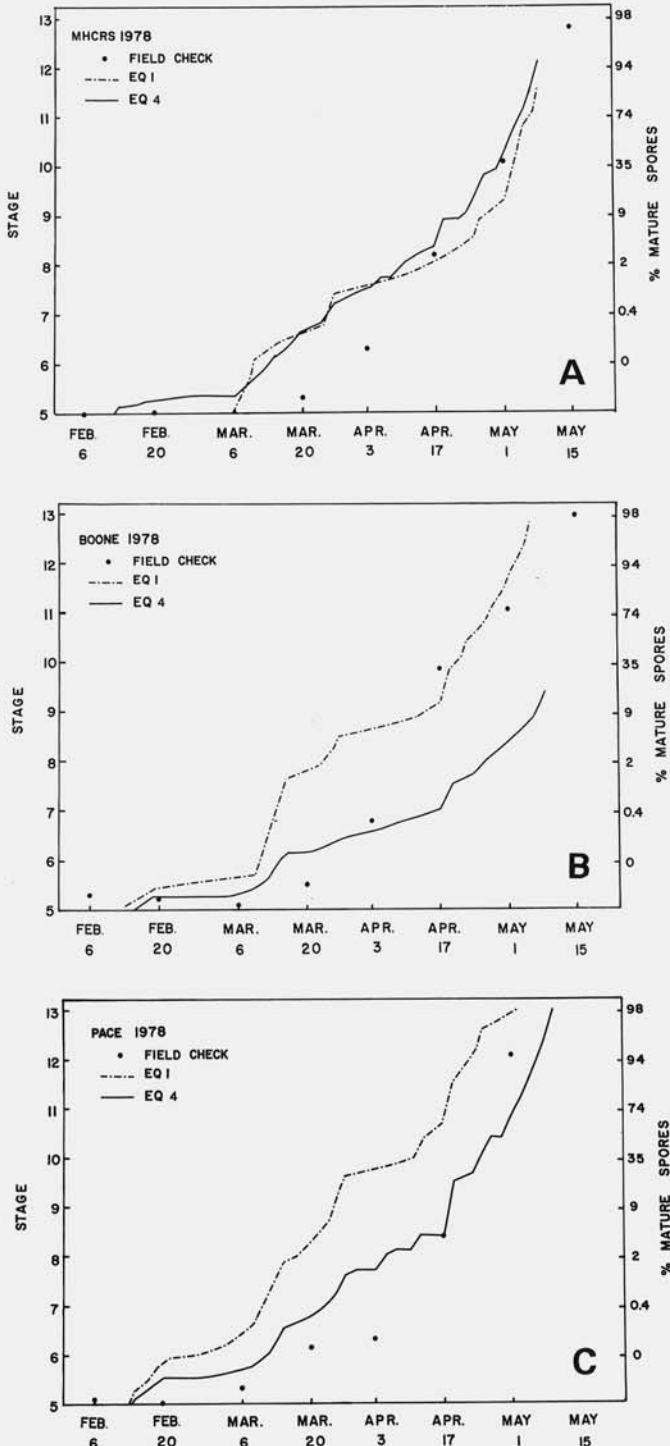 MHCRS 1978
• FIELD CHECK
EQ 1
EQ 4
13
12
11
10
9
8
7
6
5
STAGE
98
94
74
35
9
2
0.4
0
% MATURE SPORES
A
FEB. FEB. MAR. MAR. APR. APR. MAY MAY
6 20 6 20 3 17 1 15
BOONE 1978
• FIELD CHECK
EQ 1
EQ 4
13
12
11
10
9
8
7
6
5
STAGE
98
94
74
35
9
2
0.4
0
% MATURE SPORES
B
FEB. FEB. MAR. MAR. APR. APR. MAY MAY
6 20 6 20 3 17 1 15
PACE 1978
• FIELD CHECK
EQ 1
EQ 4
13
12
11
10
9
8
7
6
5
STAGE
98
94
74
35
9
2
0.4
0
% MATURE SPORES
C
FEB. FEB. MAR. MAR. APR. APR. MAY MAY
6 20 6 20 3 17 1 15